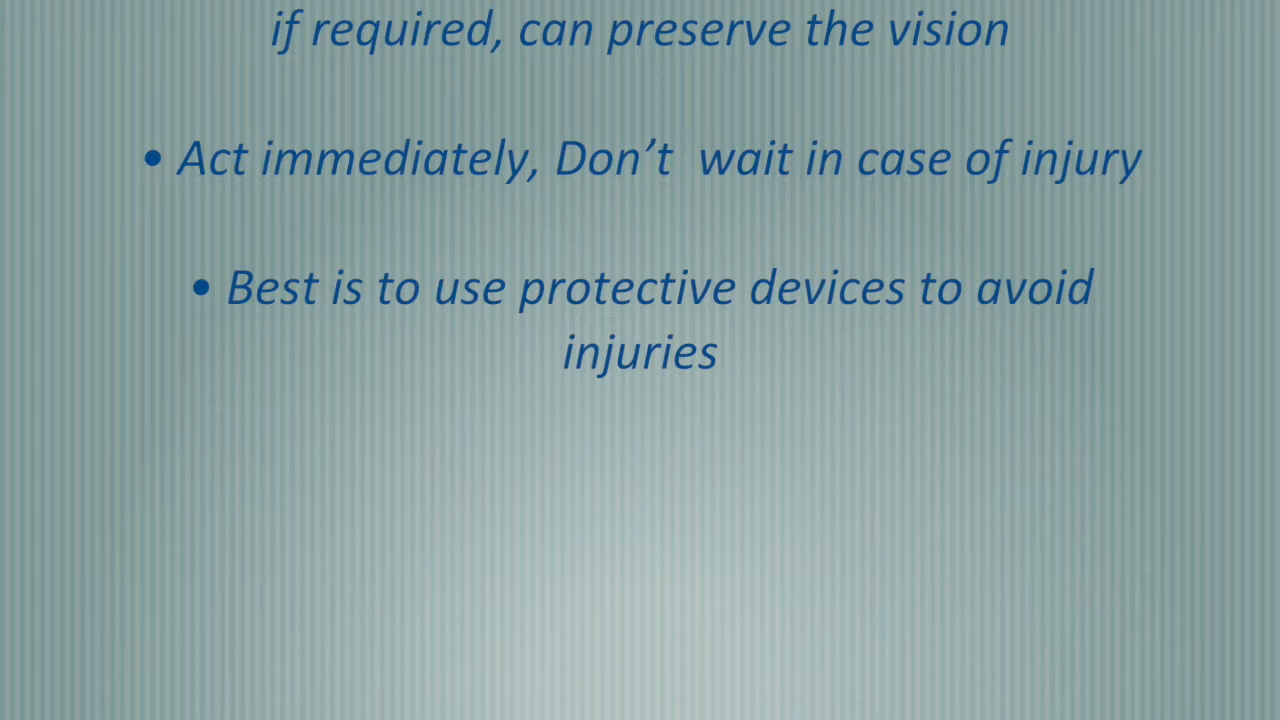 if required, can preserve the vision
• Act immediately, Don’t  wait in case of injury
• Best is to use protective devices to avoid
injuries